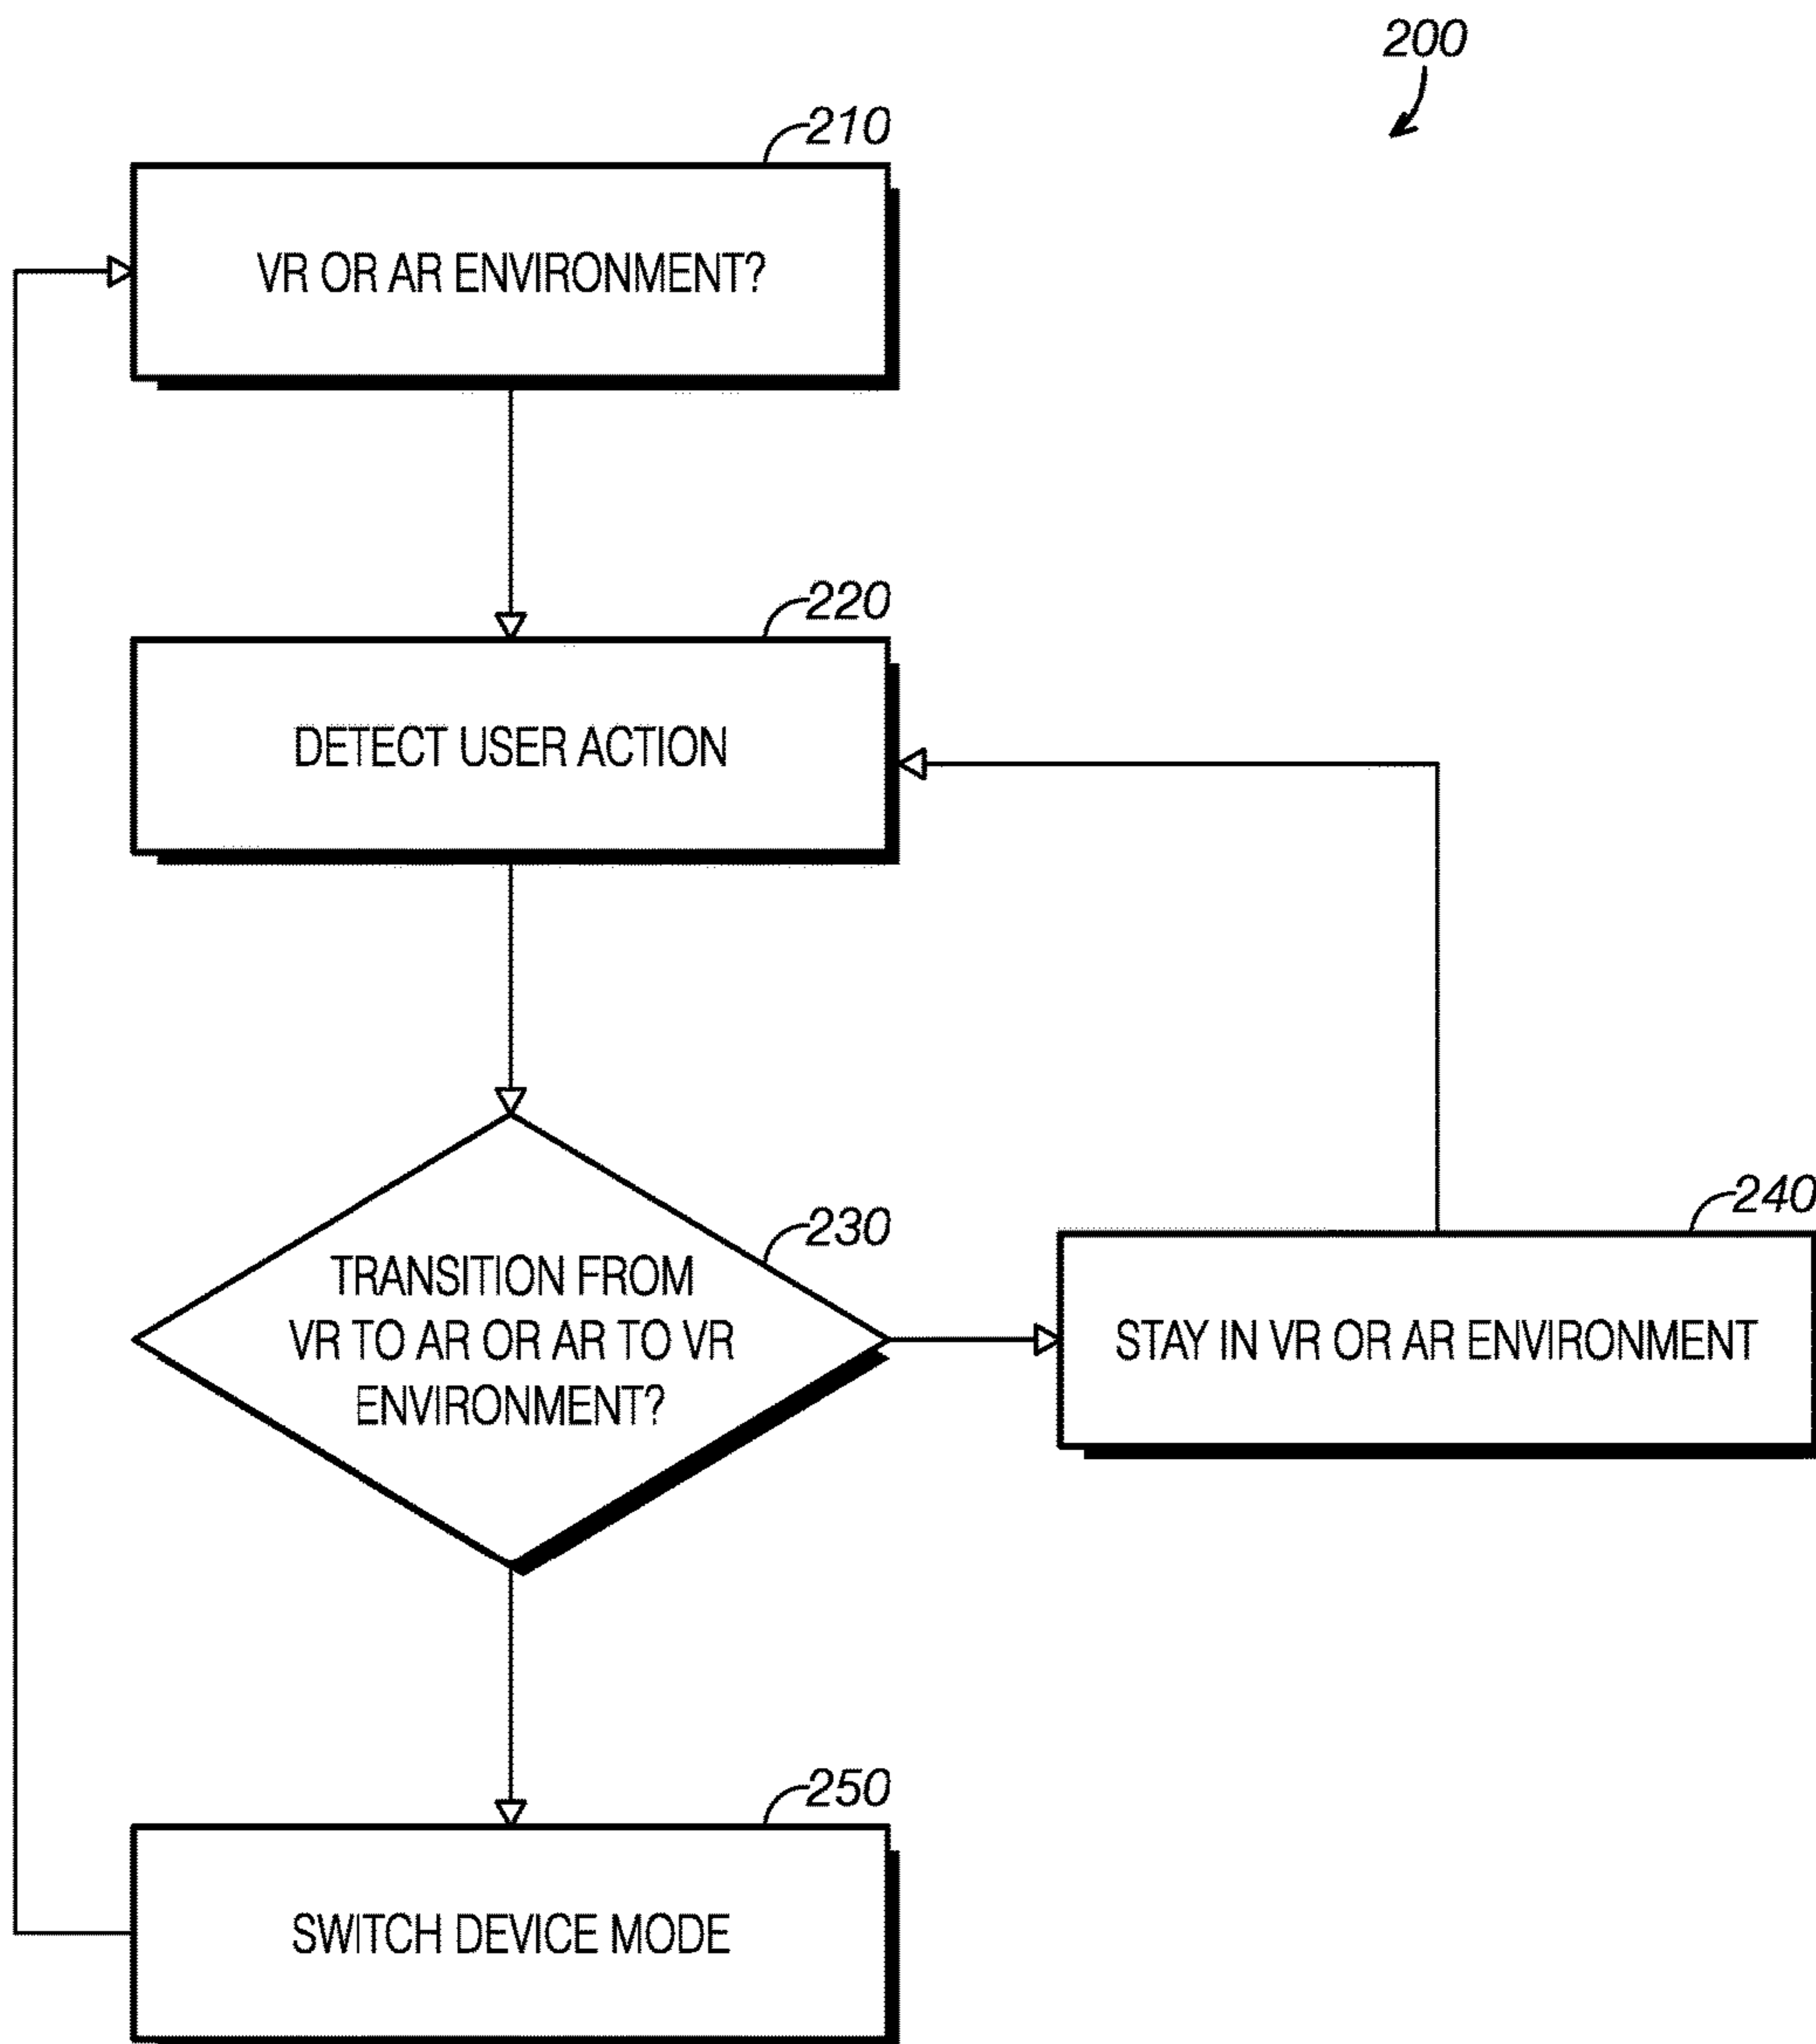 200
210
VR OR AR ENVIRONMENT?
220
DETECT USER ACTION
230
TRANSITION FROM
VR TO AR OR AR TO VR
ENVIRONMENT?
240
STAY IN VR OR AR ENVIRONMENT
250
SWITCH DEVICE MODE